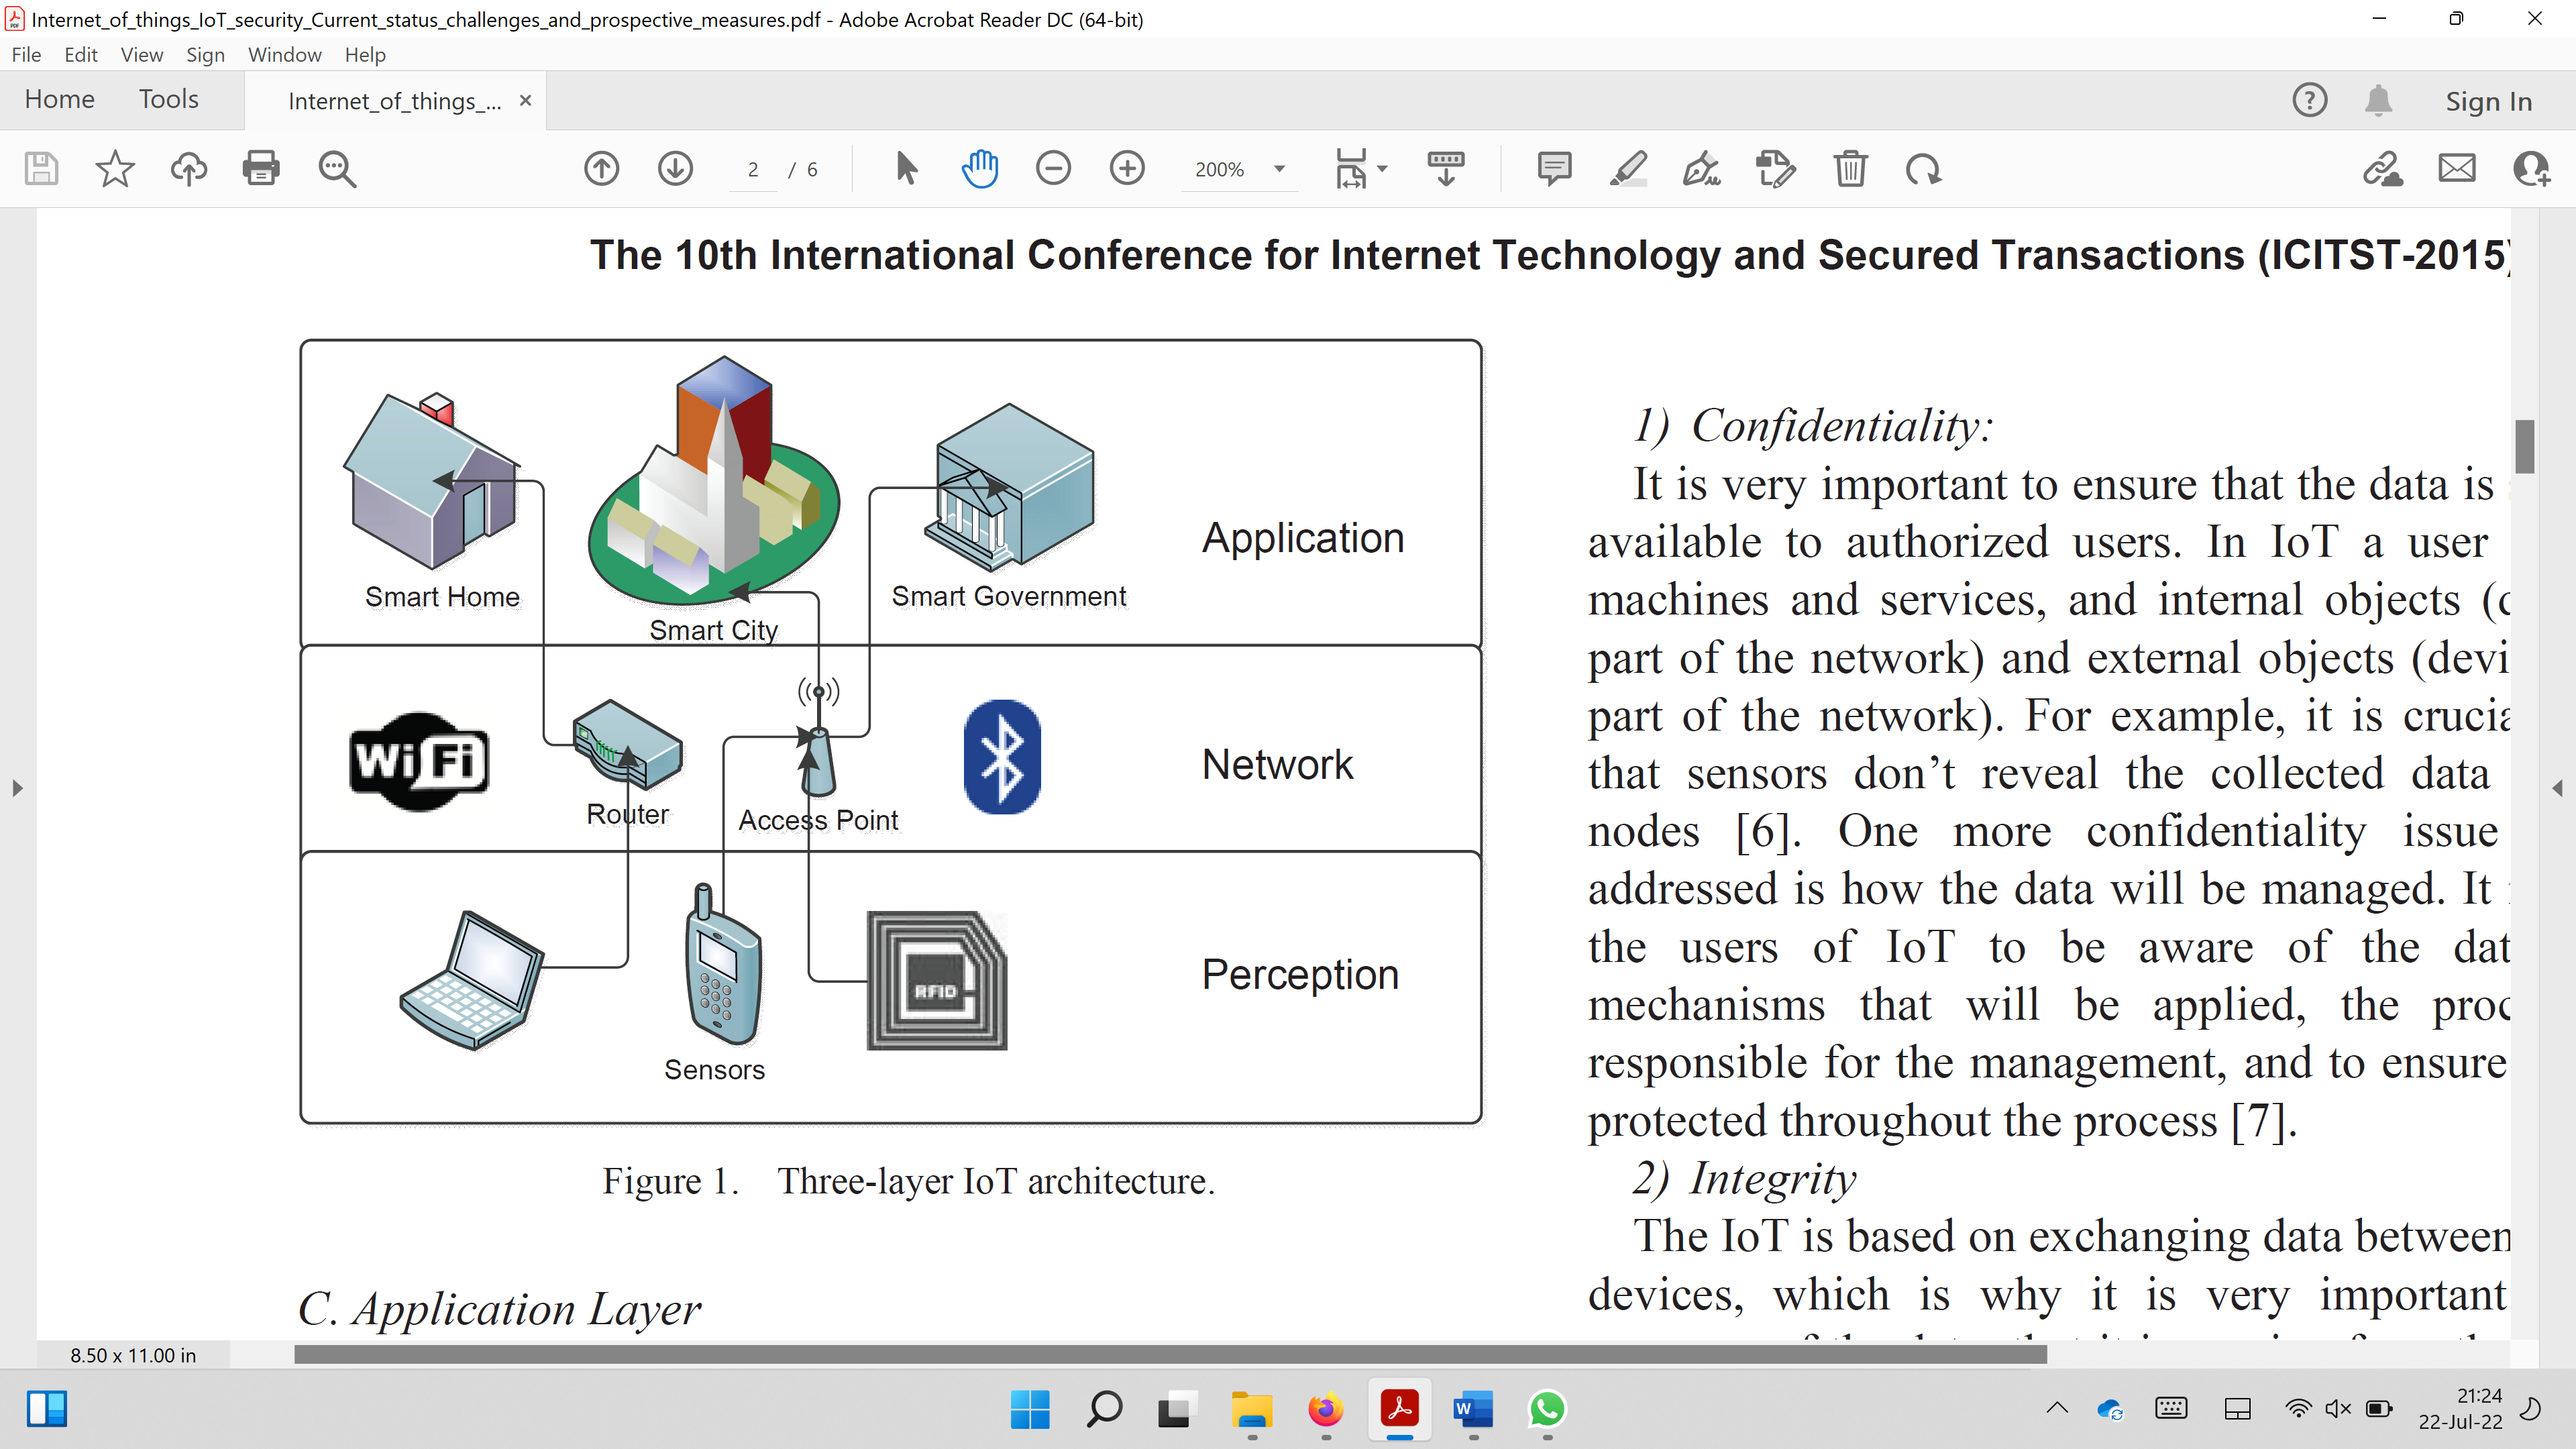 Internet_of_things_IoT_security_Current_status_challenges_and_prospective_measures.pdf - Adobe Acrobat Reader DC (64-bit)
File Edit View Sign Window Help
Home Tools Internet_of_things_... × Sign In
2 / 6 200%
The 10th International Conference for Internet Technology and Secured Transactions (ICITST-2015)
Smart Home
Smart City
Smart Government
Application
WiFi
Router
Access Point
Network
Sensors
RFID
Perception
Figure 1. Three-layer IoT architecture.
C. Application Layer
1) Confidentiality:
It is very important to ensure that the data is
available to authorized users. In IoT a user
machines and services, and internal objects (
part of the network) and external objects (devi
part of the network). For example, it is crucia
that sensors don’t reveal the collected data
nodes [6]. One more confidentiality issue
addressed is how the data will be managed. It
the users of IoT to be aware of the dat
mechanisms that will be applied, the proc
responsible for the management, and to ensure
protected throughout the process [7].
2) Integrity
The IoT is based on exchanging data between
devices, which is why it is very important
8.50 x 11.00 in
21:24
22-Jul-22